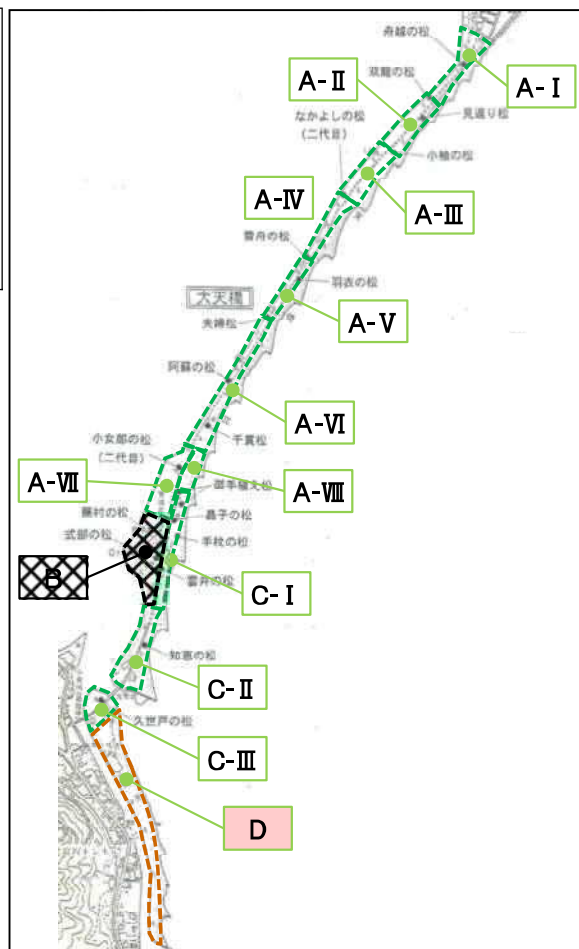 舟越の松
A-Ⅰ
双龍の松
A-Ⅱ
見返り松
なかよしの松
(二代目)
小袖の松
A-Ⅲ
A-Ⅳ
雪舟の松
羽衣の松
大天橋
A-Ⅴ
夫婦松
阿蘇の松
A-Ⅵ
千貫松
小女郎の松
(二代目)
A-Ⅶ
A-Ⅷ
御手植え松
晶子の松
蕪村の松
式部の松
手枕の松
B
雲井の松
C-Ⅰ
知恵の松
C-Ⅱ
久世戸の松
C-Ⅲ
D